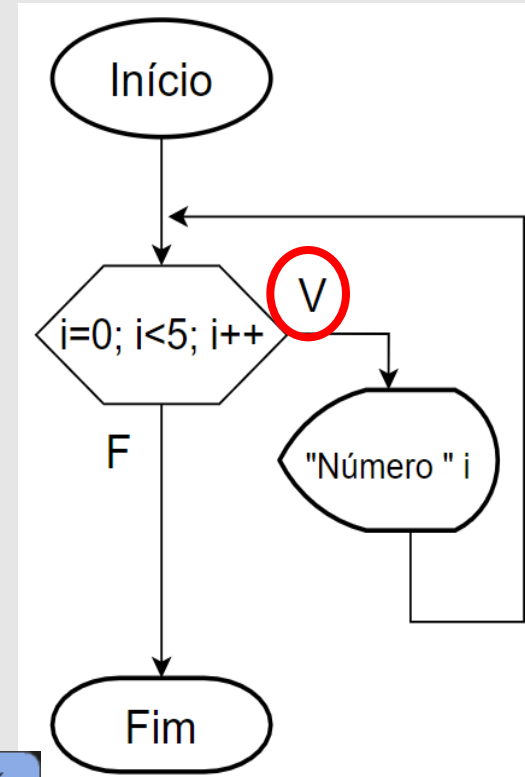 Início
i=0; i<5; i++
V
F
"Número " i
Fim